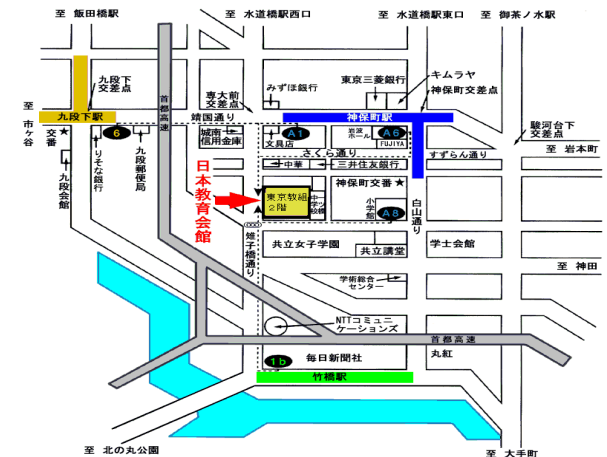 至 飯田橋駅
至 水道橋駅西口
至 水道橋駅東口
至 御茶ノ水駅
九段下
交差点
専大前
交差点
みずほ銀行
東京三菱銀行
キムラヤ
神保町交差点
至 市ヶ谷
九段下駅
首都高速
靖国通り
神保町駅
駿河台下
交差点
至 岩本町
交番★
6
城南
信用金庫
A1
文具店
岩波
ホール
A6
FUJIYA
さくら通り
すずらん通り
九段会館
りそな銀行
九段郵便局
中華
三井住友銀行
日本教育会館
東京教組
2階
神保町交番★
小学館
A8
白山通り
雉子橋通り
共立女子学園
共立講堂
学士会館
学術総合
センター
至 神田
NTTコミュニ
ケーションズ
首都高速
丸紅
1b
毎日新聞社
竹橋駅
至 北の丸公園
至 大手町